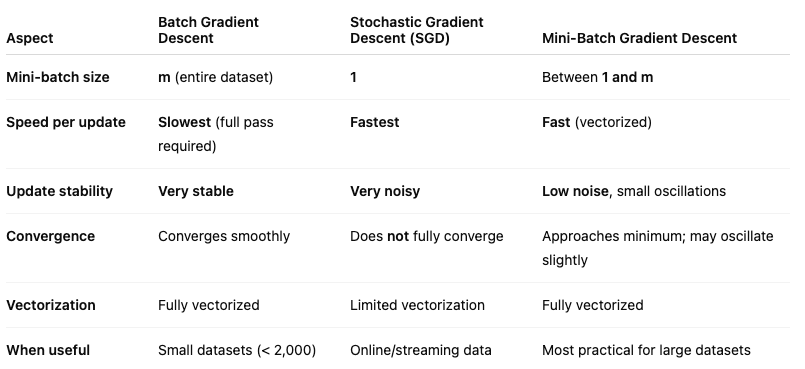 Aspect | Batch Gradient Descent | Stochastic Gradient Descent (SGD) | Mini-Batch Gradient Descent
Mini-batch size | m (entire dataset) | 1 | Between 1 and m
Speed per update | Slowest (full pass required) | Fastest | Fast (vectorized)
Update stability | Very stable | Very noisy | Low noise, small oscillations
Convergence | Converges smoothly | Does not fully converge | Approaches minimum; may oscillate slightly
Vectorization | Fully vectorized | Limited vectorization | Fully vectorized
When useful | Small datasets (< 2,000) | Online/streaming data | Most practical for large datasets